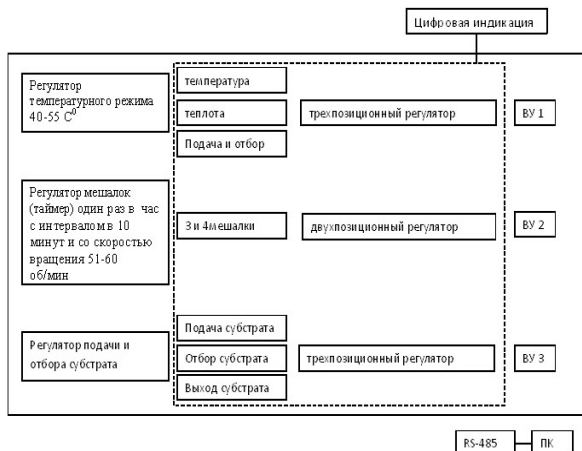 Цифровая индикация
Регулятор
температурного режима
40-55 С⁰
температура
теплота
Подача и отбор
трехпозиционный регулятор
ВУ 1
Регулятор мешалок
(таймер) один раз в час
с интервалом в 10
минут и со скоростью
вращения 51-60
об/мин
3 и 4 мешалки
двухпозиционный регулятор
ВУ 2
Регулятор подачи и
отбора субстрата
Подача субстрата
Отбор субстрата
Выход субстрата
трехпозиционный регулятор
ВУ 3
RS-485
ПК